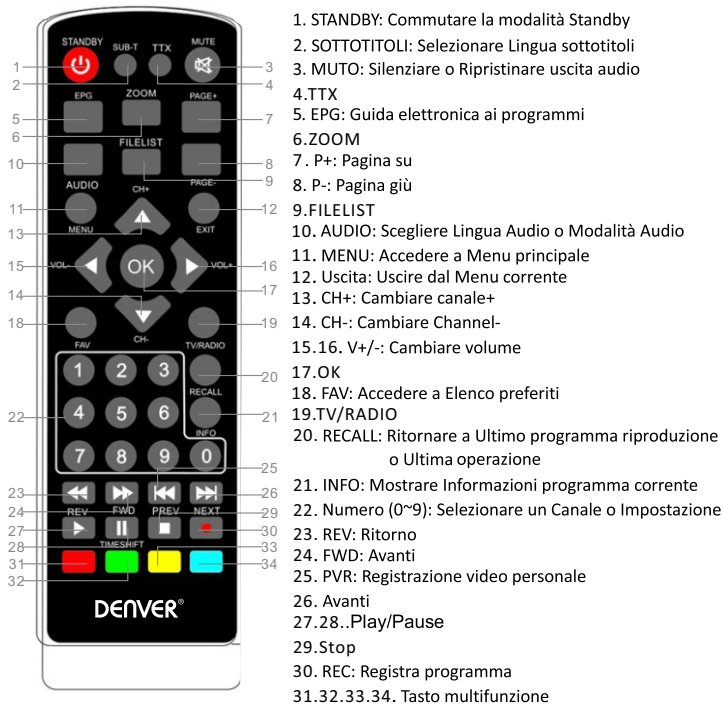 STANDBY
SUB-T
TTX
MUTE
1
2
3
4
EPG
ZOOM
PAGE+
5
6
7
FILELIST
10
8
9
AUDIO
CH+
PAGE-
11
12
MENU
EXIT
13
15
VOL-
OK
VOL+
16
14
17
18
19
FAV
CH-
TV/RADIO
1
2
3
20
RECALL
22
4
5
6
21
INFO
7
8
9
0
25
23
26
24
REV
FWD
PREV
NEXT
29
27
30
28
TIMESHIFT
33
31
34
32
DENVER®
1. STANDBY: Commutare la modalità Standby
2. SOTTOTITOLI: Selezionare Lingua sottotitoli
3. MUTO: Silenziare o Ripristinare uscita audio
4.TTX
5. EPG: Guida elettronica ai programmi
6.ZOOM
7. P+: Pagina su
8. P-: Pagina giù
9.FILELIST
10. AUDIO: Scegliere Lingua Audio o Modalità Audio
11. MENU: Accedere a Menu principale
12. Uscita: Uscire dal Menu corrente
13. CH+: Cambiare canale+
14. CH-: Cambiare Channel-
15.16. V+/-: Cambiare volume
17.OK
18. FAV: Accedere a Elenco preferiti
19.TV/RADIO
20. RECALL: Ritornare a Ultimo programma riproduzione
o Ultima operazione
21. INFO: Mostrare Informazioni programma corrente
22. Numero (0~9): Selezionare un Canale o Impostazione
23. REV: Ritorno
24. FWD: Avanti
25. PVR: Registrazione video personale
26. Avanti
27.28..Play/Pause
29.Stop
30. REC: Registra programma
31.32.33.34. Tasto multifunzione